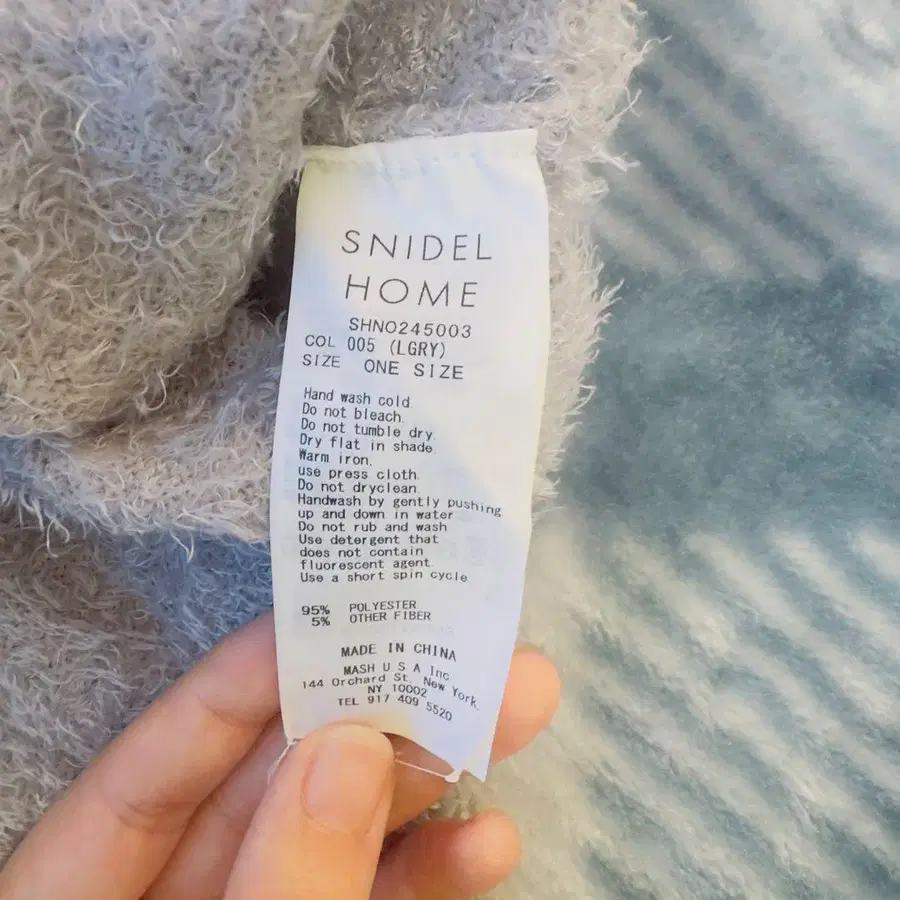 SNIDEL
HOME
SHNO245003
COL 005 (LGRY)
SIZE ONE SIZE
Hand wash cold.
Do not bleach.
Do not tumble dry.
Dry flat in shade.
Warm iron.
use press cloth.
Do not dryclean.
Handwash by gently pushing
up and down in water
Do not rub and wash
Use detergent that
does not contain
fluorescent agent.
Use a short spin cycle
95% POLYESTER
5% OTHER FIBER
MADE IN CHINA
MASH U S A Inc
144 Orchard St, New York.
NY 10002
TEL 917 409 5520